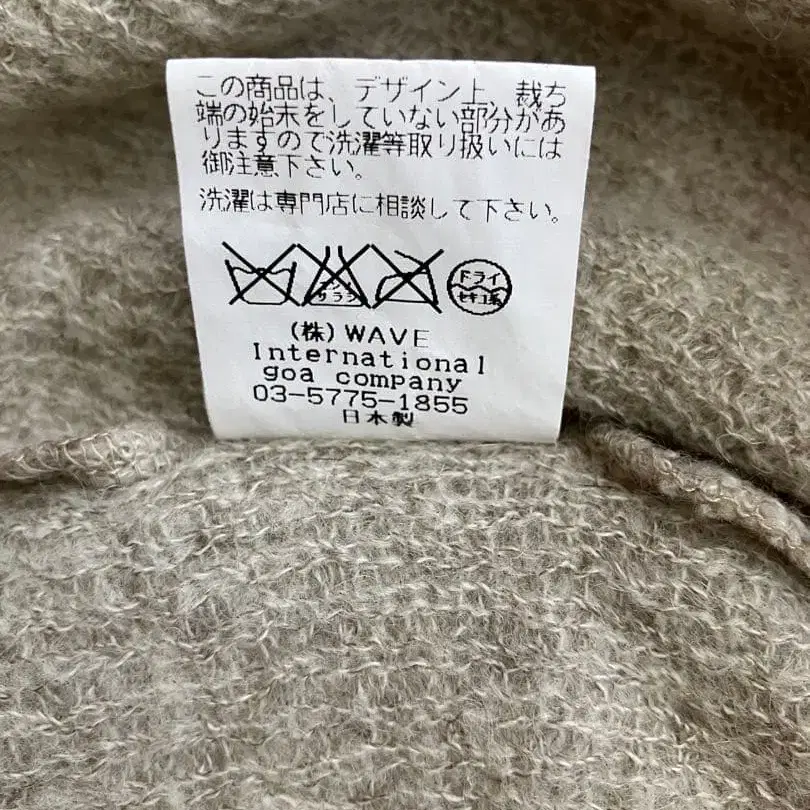 この商品は、デザイン上 裁ち
端の始末をしていない部分があ
りますので洗濯等取り扱いには
御注意下さい。
洗濯は専門店に相談して下さい。
サラシ
ドライ
セキユ系
(株) WAVE
International
goa company
03-5775-1855
日本製